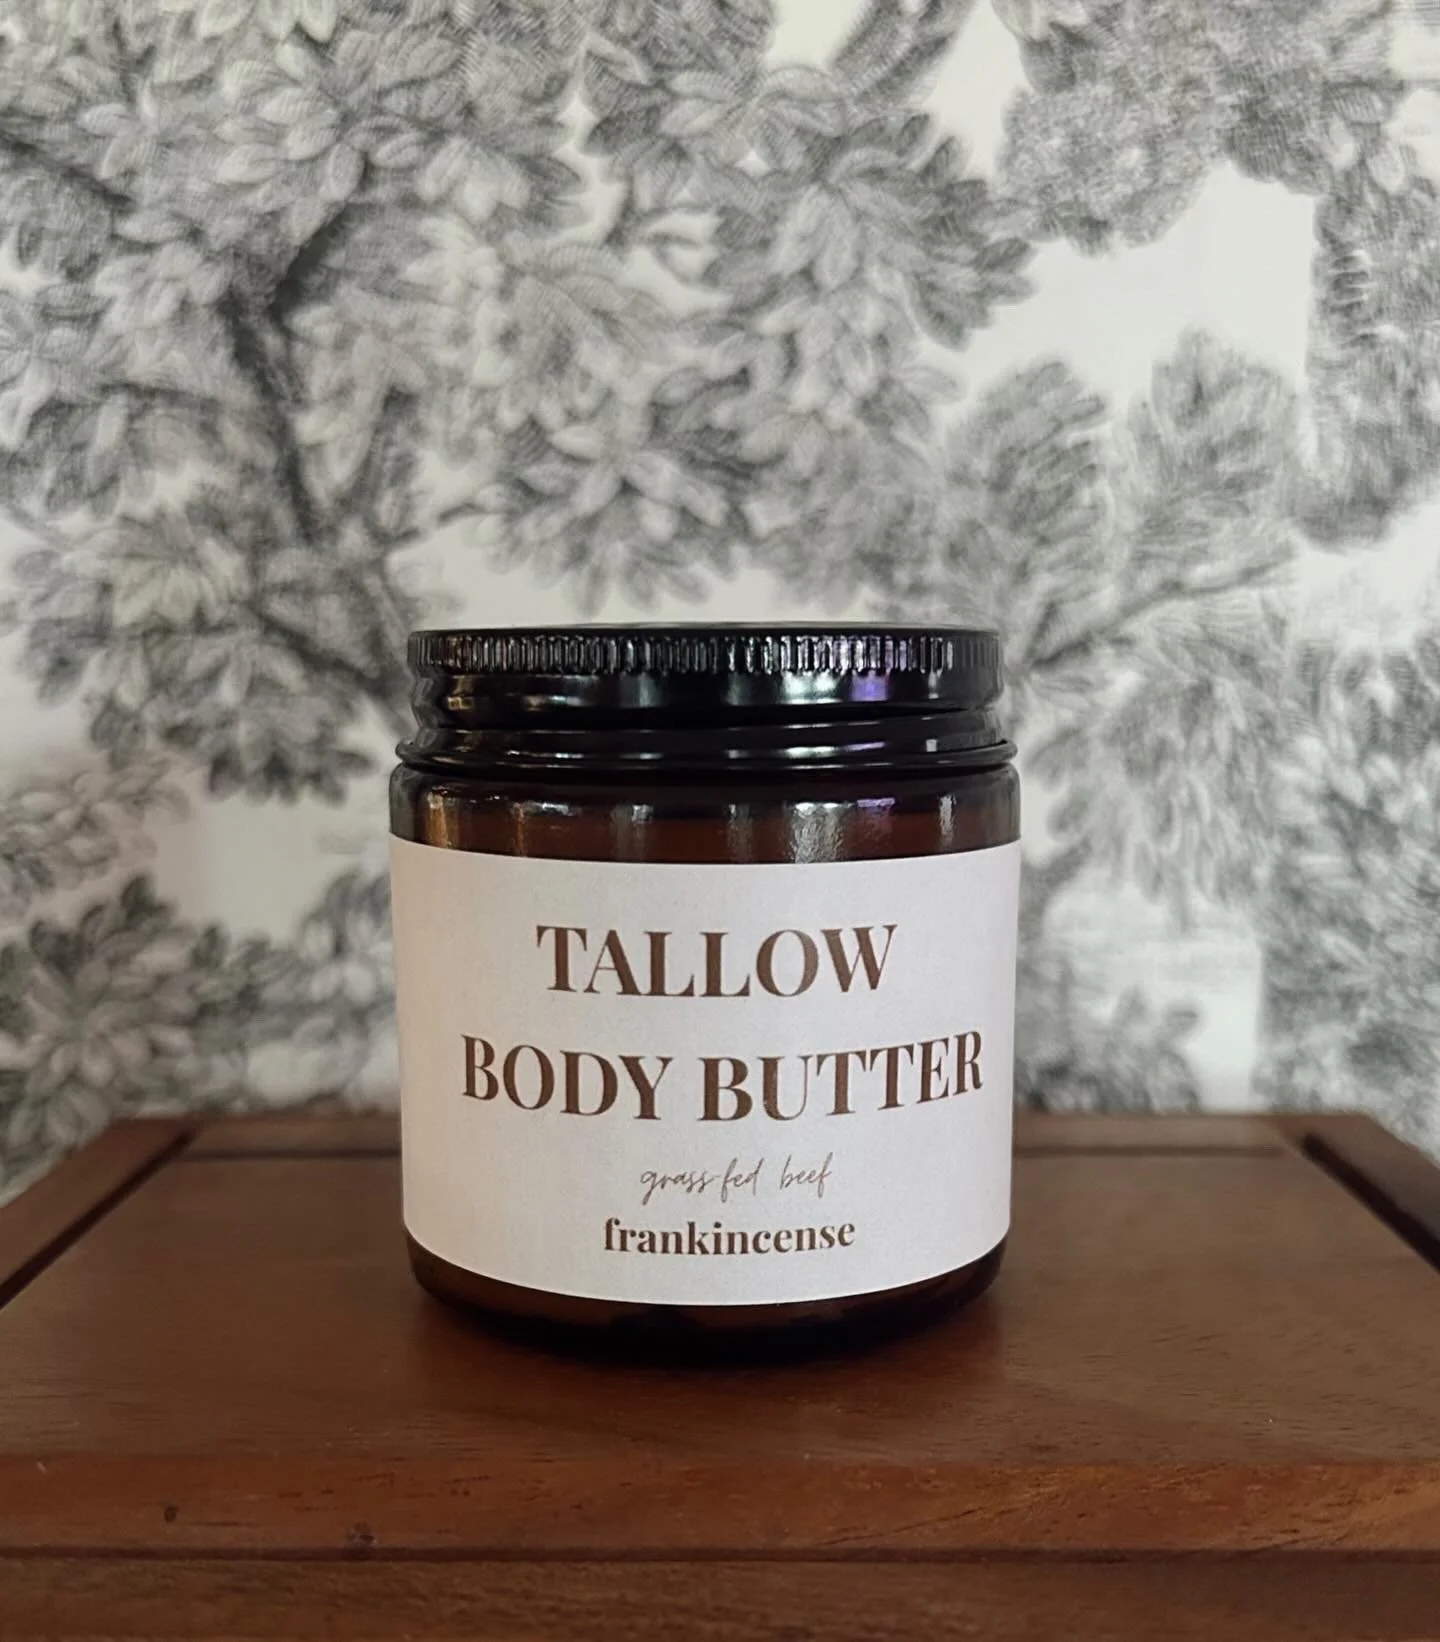 TALLOW
BODY BUTTER
grass-fed beef
frankincense